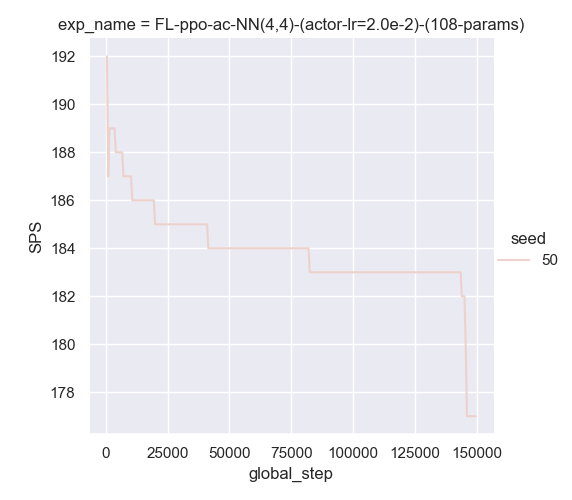 exp_name = FL-ppo-ac-NN(4,4)-(actor-lr=2.0e-2)-(108-params)
192
190
188
186
184
182
180
178
SPS
seed
50
0 25000 50000 75000 100000 125000 150000
global_step